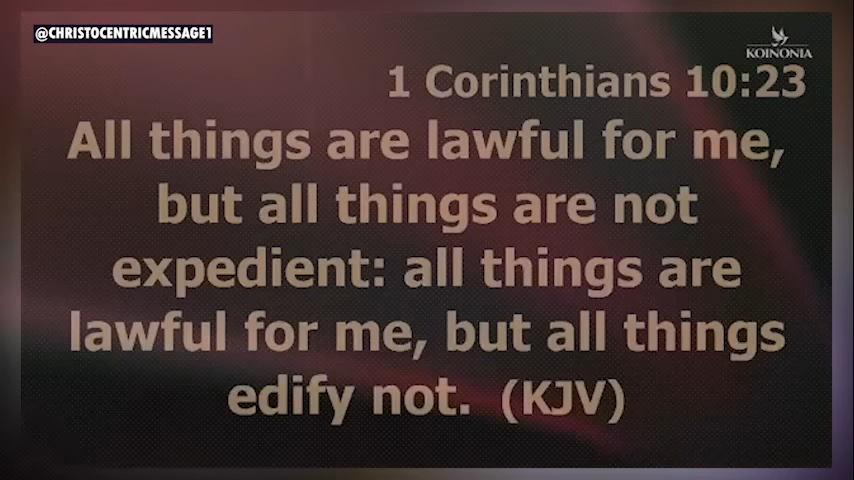 @CHRISTOCENTRICMESSAGE1
KOINONIA
1 Corinthians 10:23
All things are lawful for me,
but all things are not
expedient: all things are
lawful for me, but all things
edify not. (KJV)